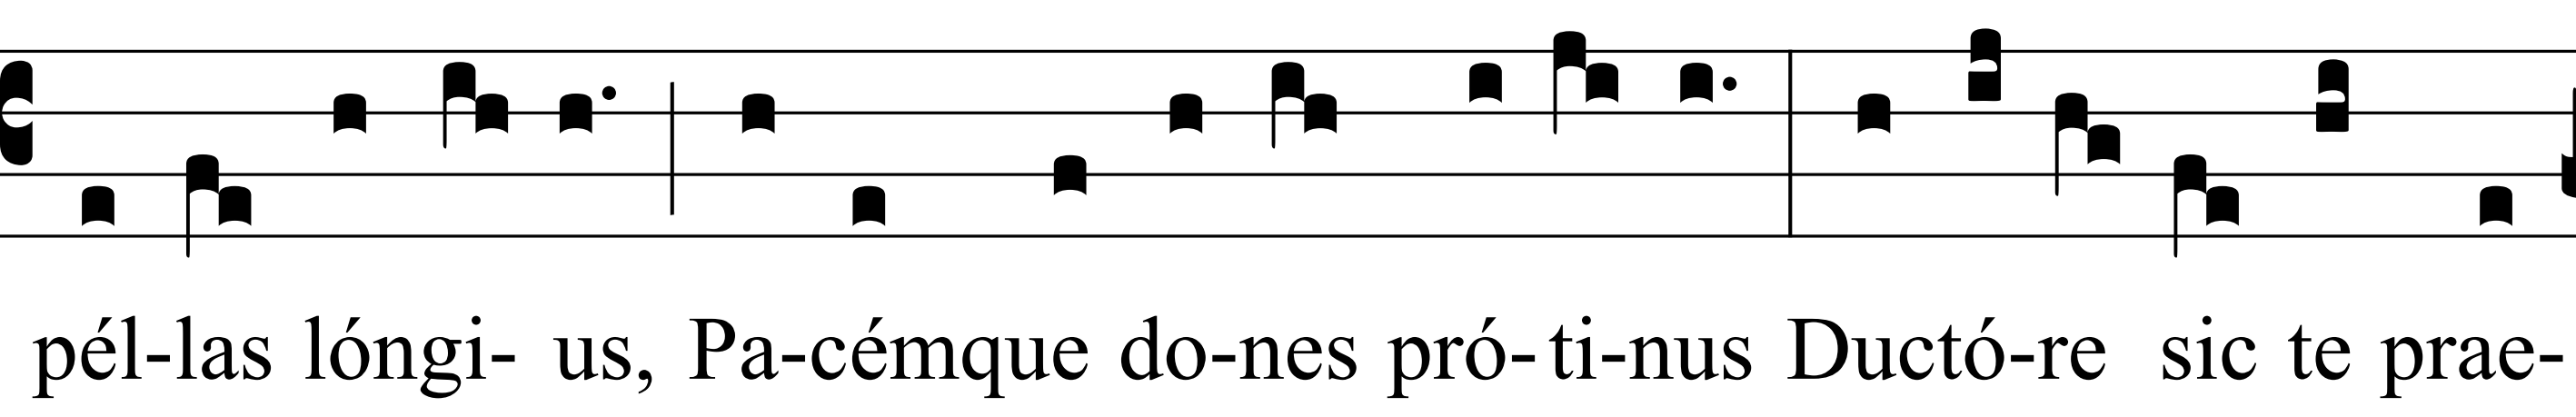 pél-las lóngi- us, Pa-cémque do-nes pró-ti-nus Ductó-re sic te prae-